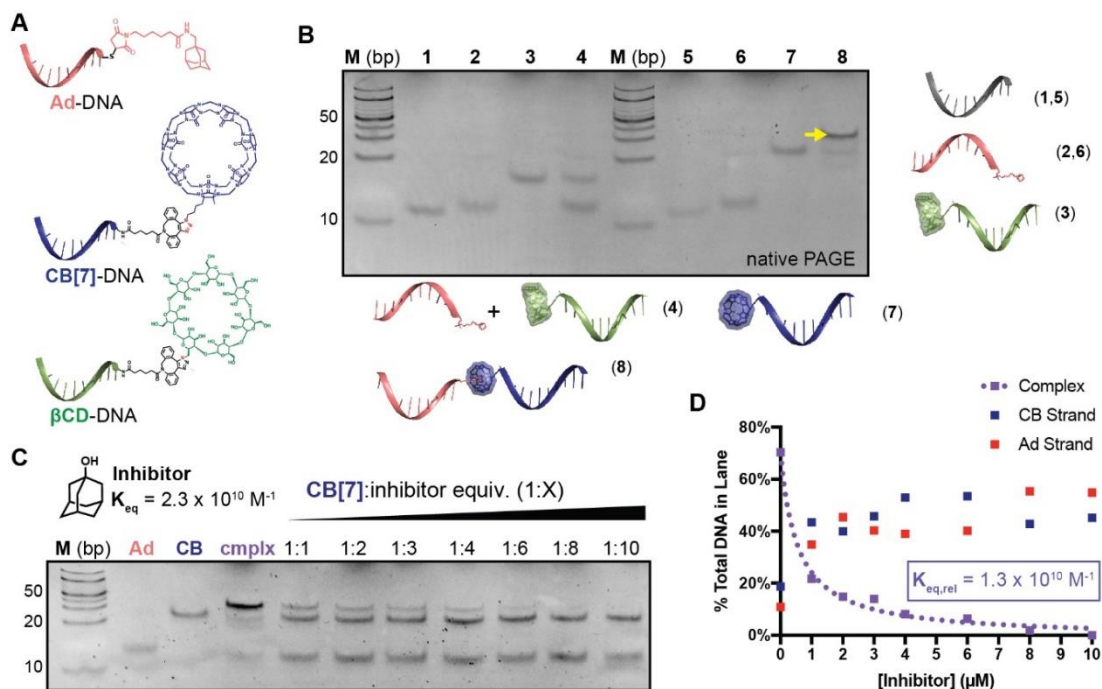 A
Ad-DNA
CB[7]-DNA
βCD-DNA
B
M (bp) 1 2 3 4 M (bp) 5 6 7 8
50
20
10
native PAGE
(1,5)
(2,6)
(3)
+ (4)
(7)
(8)
C
OH
Inhibitor
Keq = 2.3 x 10¹⁰ M⁻¹
CB[7]:inhibitor equiv. (1:X)
M (bp) Ad CB cmplx 1:1 1:2 1:3 1:4 1:6 1:8 1:10
50
20
10
D
Complex
CB Strand
Ad Strand
80%
60%
40%
20%
0%
% Total DNA in Lane
Keq,rel = 1.3 x 10¹⁰ M⁻¹
0 1 2 3 4 5 6 7 8 9 10
[Inhibitor] (μM)